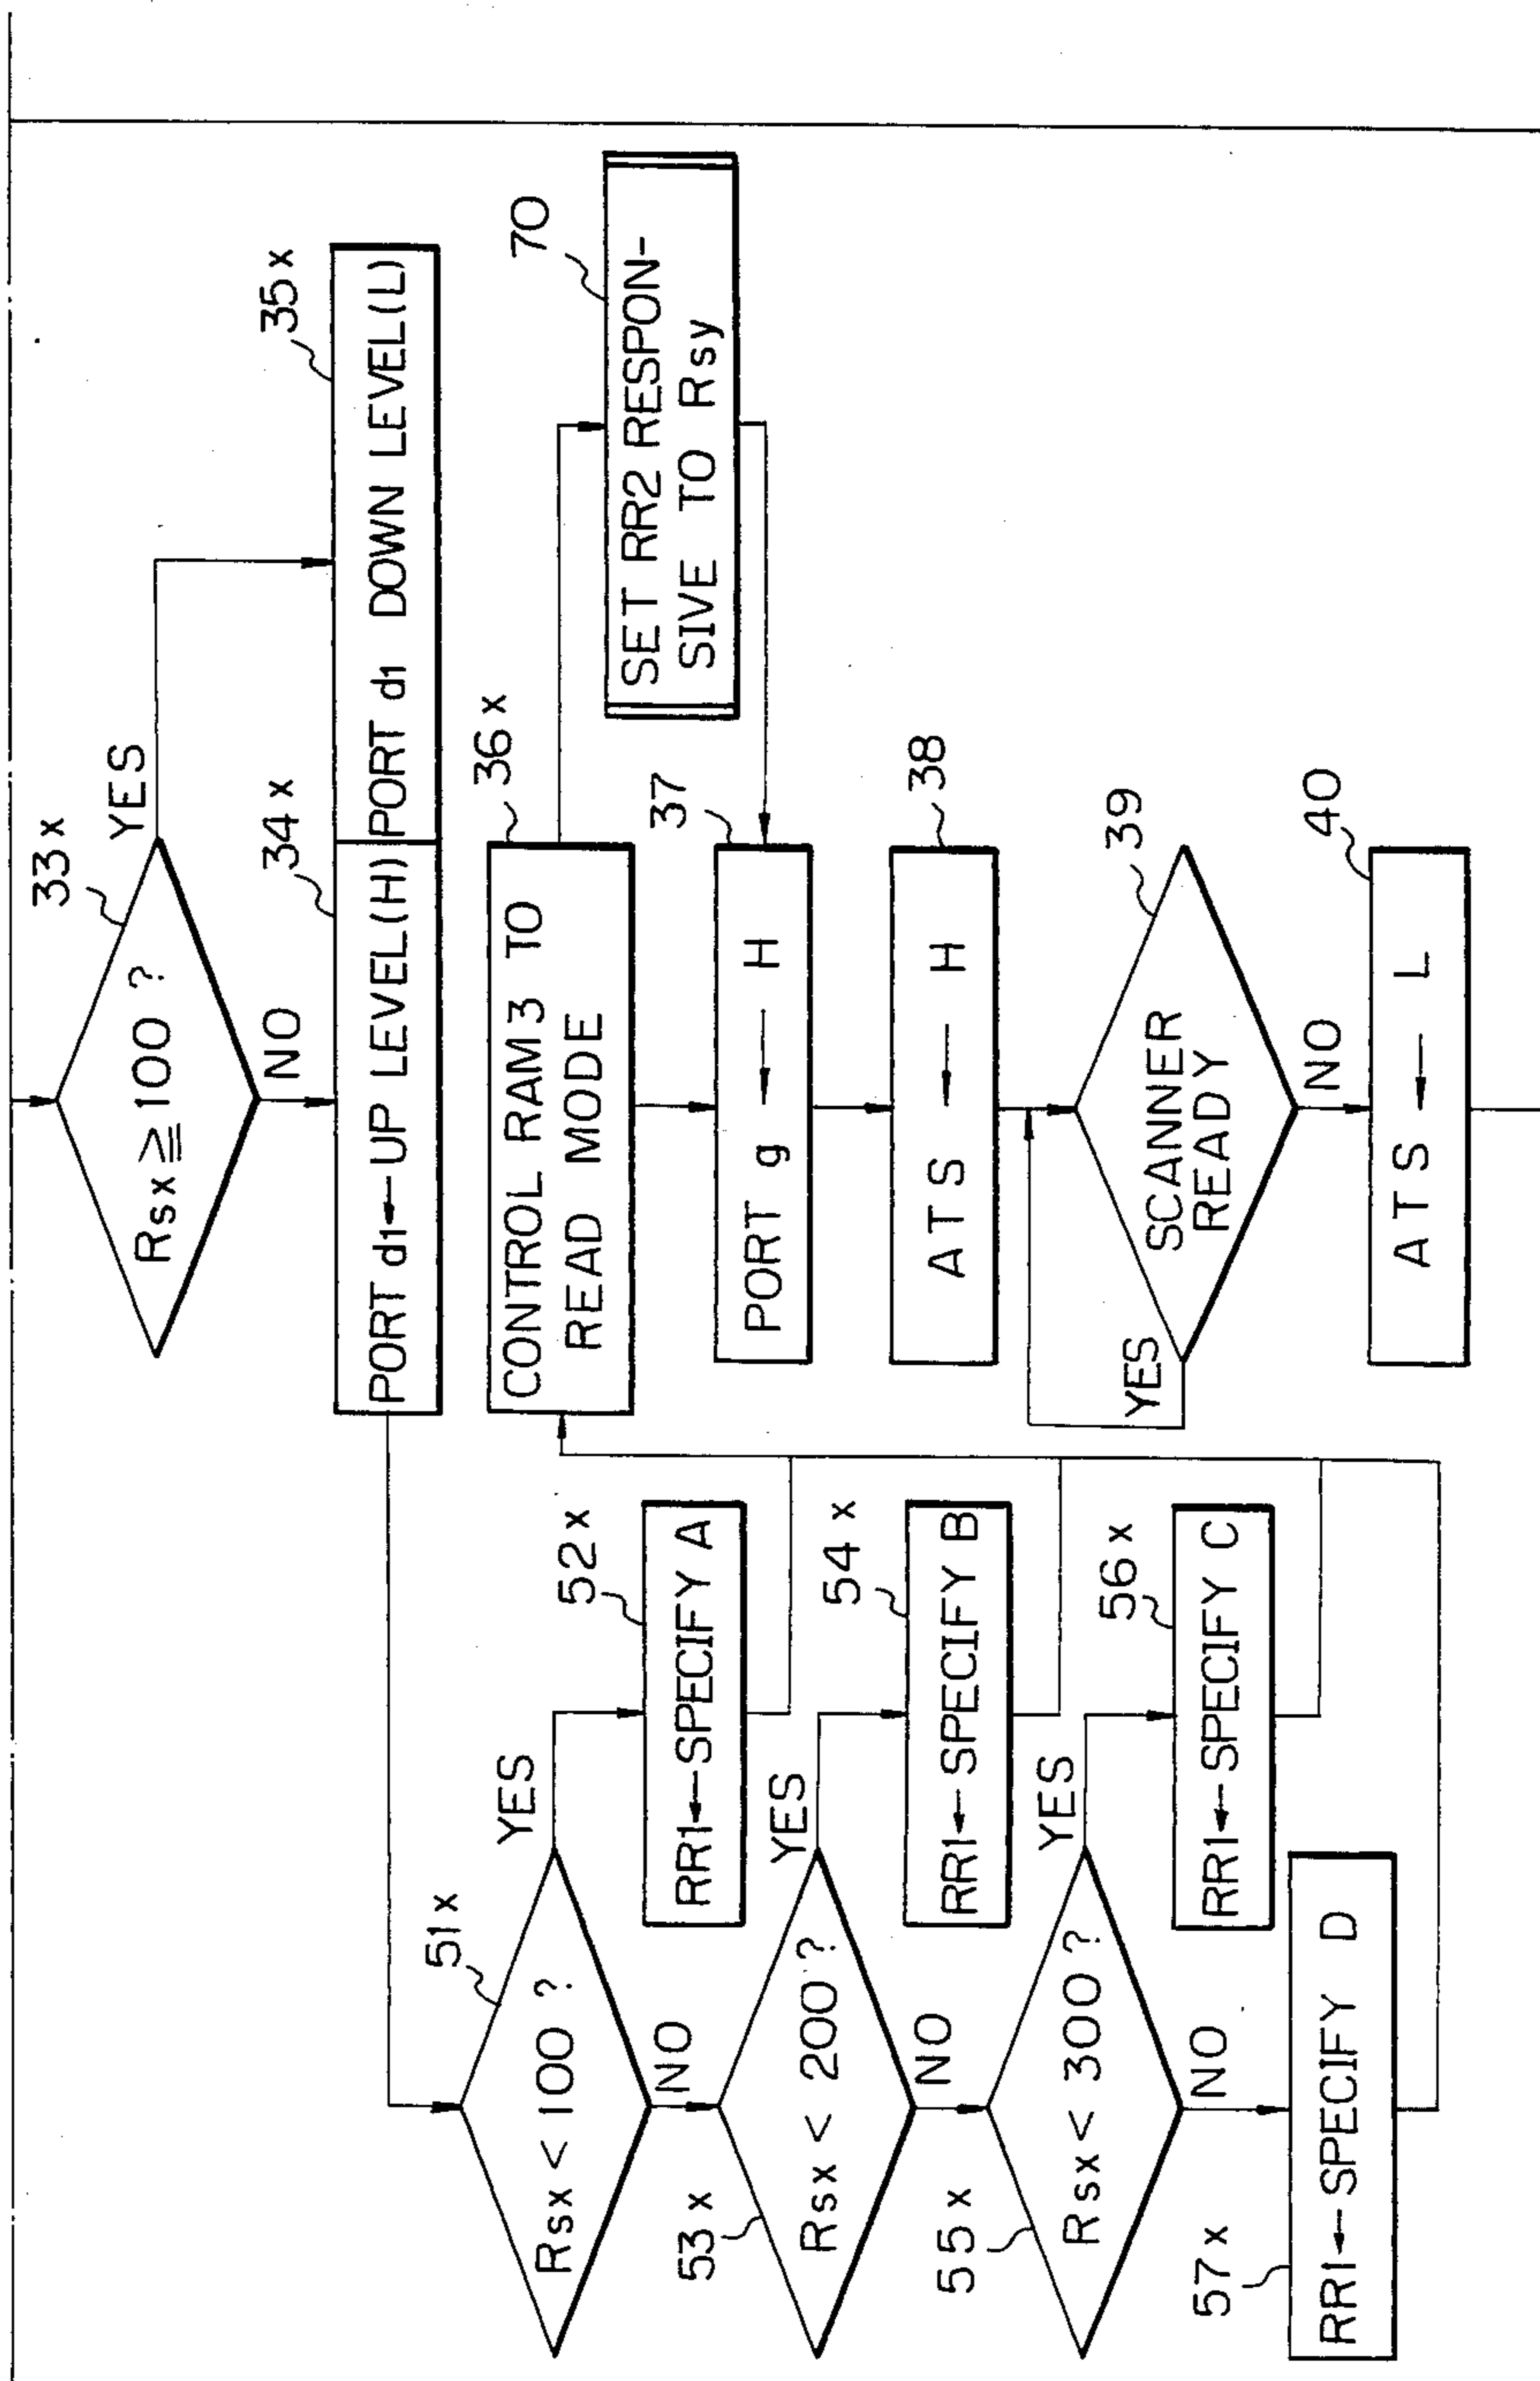 33x
Rsx ≧ 100 ?
YES
NO
34x
PORT d1←UP LEVEL(H)
35x
PORT d1 DOWN LEVEL(L)
51x
Rsx < 100 ?
YES
NO
52x
RR1←SPECIFY A
53x
Rsx < 200 ?
YES
NO
54x
RR1←SPECIFY B
55x
Rsx < 300 ?
YES
NO
56x
RR1←SPECIFY C
57x
RR1←SPECIFY D
36x
CONTROL RAM 3 TO
READ MODE
70
SET RR2 RESPON-
SIVE TO Rsy
37
PORT g ← H
38
ATS ← H
39
SCANNER
READY
YES
NO
40
ATS ← L